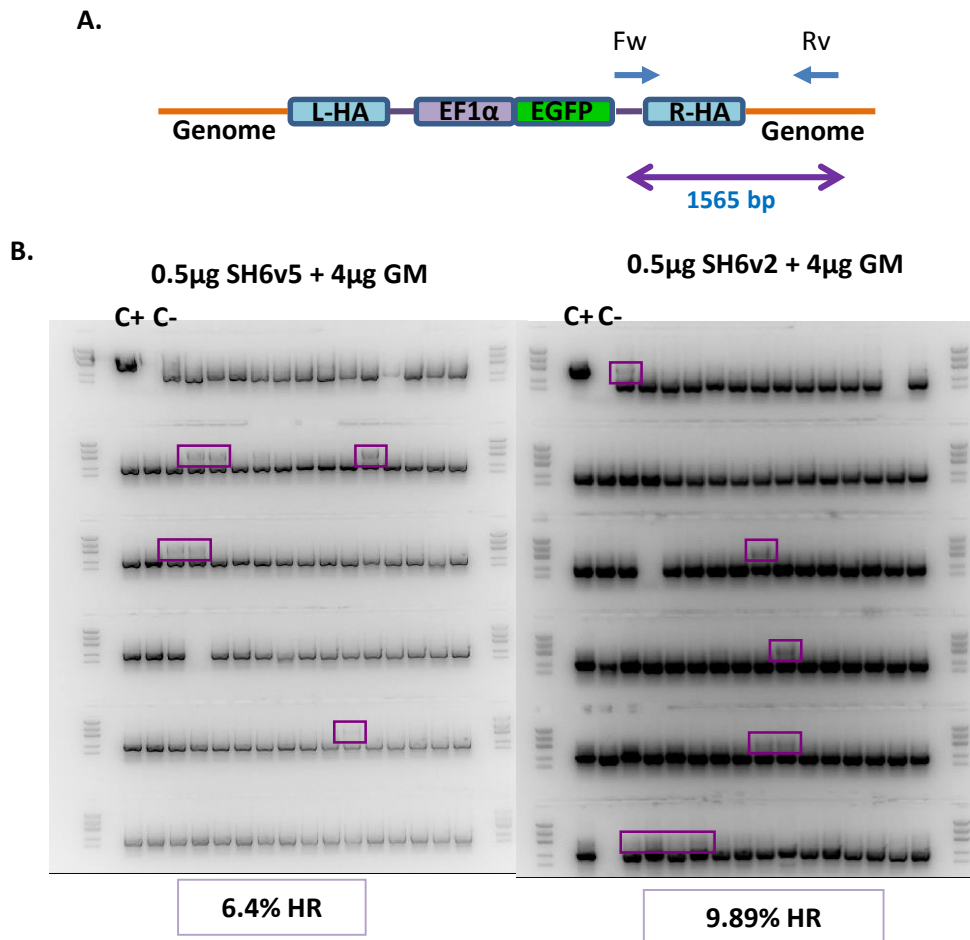 A.
Fw Rv
L-HA EF1α EGFP R-HA
Genome Genome
1565 bp
B.
0.5µg SH6v5 + 4µg GM 0.5µg SH6v2 + 4µg GM
C+ C- C+ C-
6.4% HR 9.89% HR